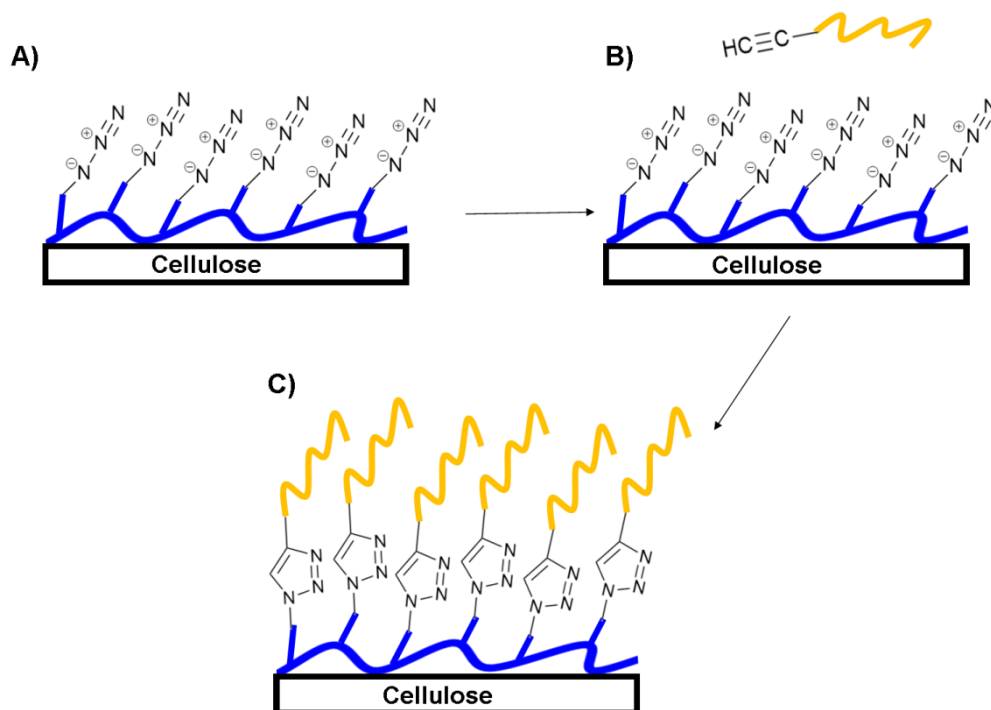 A)
N N N N N N
⊕ ⊕ ⊕ ⊕ ⊕ ⊕
N N N N N N
⊖ ⊖ ⊖ ⊖ ⊖ ⊖
N N N N N N
Cellulose
B)
HC≡C
N N N N N N
⊕ ⊕ ⊕ ⊕ ⊕ ⊕
N N N N N N
⊖ ⊖ ⊖ ⊖ ⊖ ⊖
N N N N N N
Cellulose
C)
N N N N N N
N N N N N N
N N N N N N
Cellulose